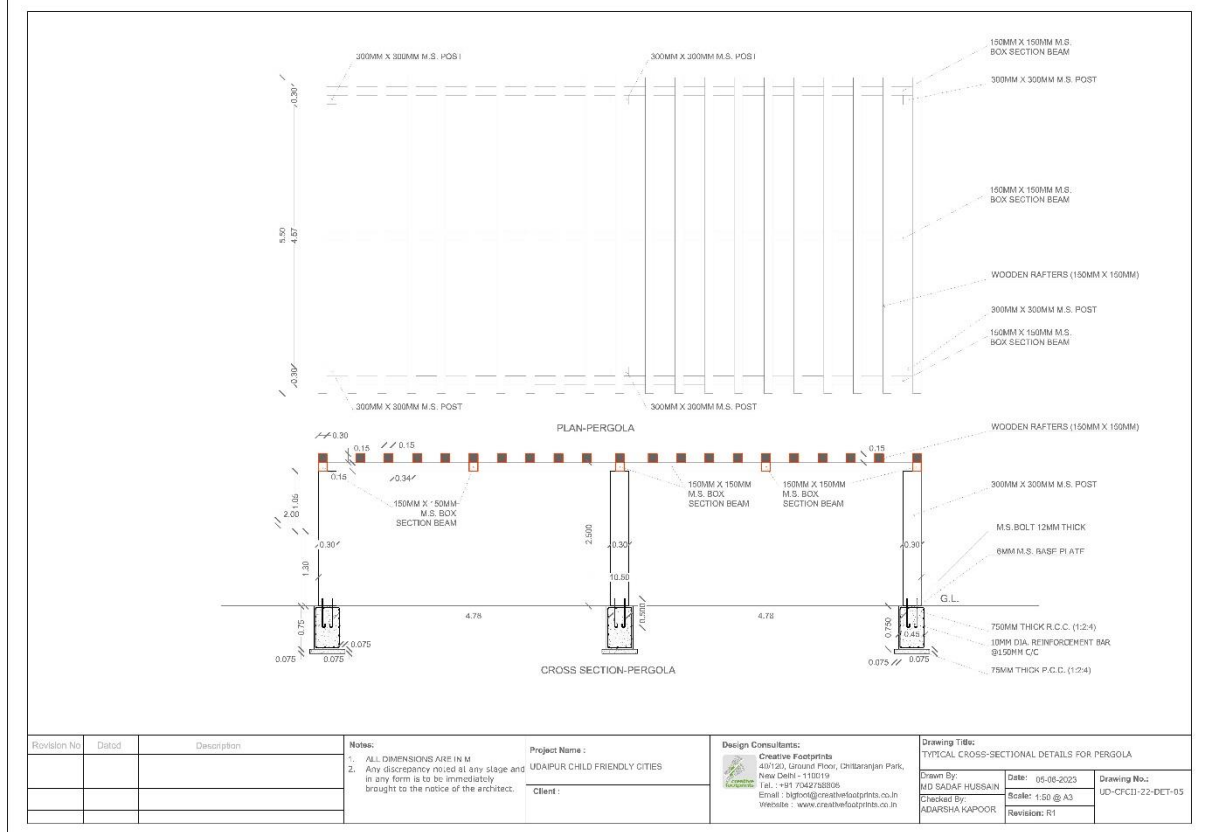 300MM X 300MM M.S. POST
300MM X 300MM M.S. POST
150MM X 150MM M.S.
BOX SECTION BEAM
300MM X 300MM M.S. POST
0.30
150MM X 150MM M.S.
BOX SECTION BEAM
5.50
4.57
WOODEN RAFTERS (150MM X 150MM)
300MM X 300MM M.S. POST
150MM X 150MM M.S.
BOX SECTION BEAM
0.30
300MM X 300MM M.S. POST
300MM X 300MM M.S. POST
PLAN-PERGOLA
WOODEN RAFTERS (150MM X 150MM)
0.30
0.15
0.15
0.15
0.15
0.34
150MM X 150MM
M.S. BOX
SECTION BEAM
150MM X 150MM
M.S. BOX
SECTION BEAM
150MM X 150MM
M.S. BOX
SECTION BEAM
300MM X 300MM M.S. POST
1.05
2.00
M.S. BOLT 12MM THICK
2.500
0.30
0.30
0.30
6MM M.S. BASE PLATE
1.30
10.50
G.L.
4.78
4.78
0.500
0.75
0.750
0.45
750MM THICK R.C.C. (1:2:4)
10MM DIA. REINFORCEMENT BAR
@150MM C/C
0.075
0.075
0.075
0.075
0.075
75MM THICK P.C.C. (1:2:4)
CROSS SECTION-PERGOLA
Revision No
Dated
Description
Notes:
1. ALL DIMENSIONS ARE IN M
2. Any discrepancy noted at any stage and
in any form is to be immediately
brought to the notice of the architect.
Project Name :
UDAIPUR CHILD FRIENDLY CITIES
Client :
Design Consultants:
creative footprints
Creative Footprints
40/120, Ground Floor, Chittaranjan Park,
New Delhi - 110019
Tel. : +91 7042758806
Email : bigfoot@creativefootprints.co.in
Website : www.creativefootprints.co.in
Drawing Title:
TYPICAL CROSS-SECTIONAL DETAILS FOR PERGOLA
Drawn By:
MD SADAF HUSSAIN
Checked By:
ADARSHA KAPOOR
Date: 05-08-2023
Scale: 1:50 @ A3
Revision: R1
Drawing No.:
UD-CFCII-22-DET-05